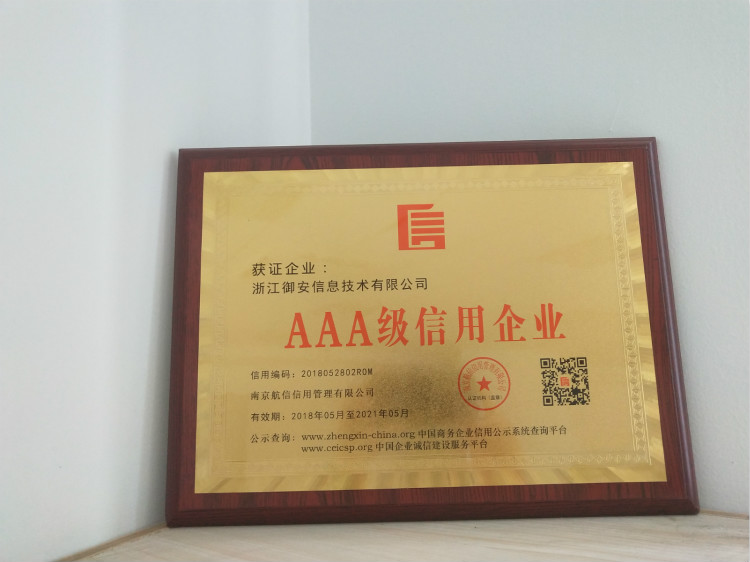 获证企业：
浙江御安信息技术有限公司
AAA级信用企业
信用编码：2018052802R0M
南京航信信用管理有限公司
有效期：2018年05月至2021年05月
公示查询：www.zhengxin-china.org 中国商务企业信用公示系统查询平台
www.ceicsp.org 中国企业诚信建设服务平台